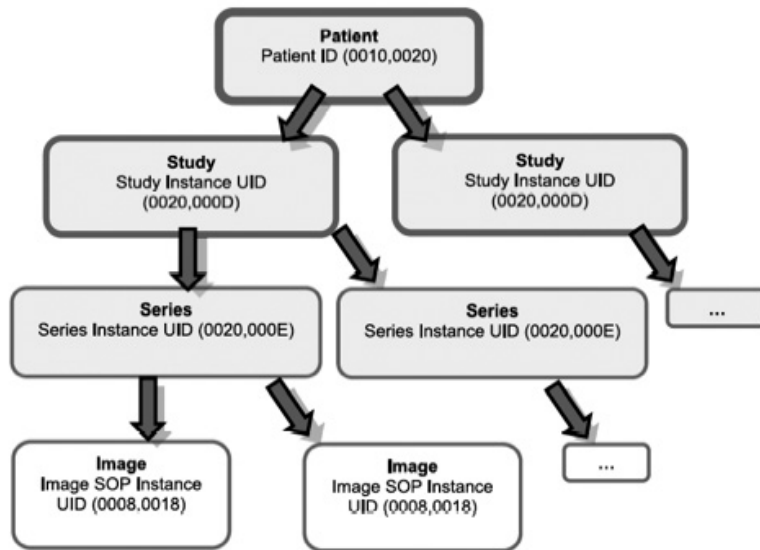 Patient
Patient ID (0010,0020)
Study
Study Instance UID
(0020,000D)
Study
Study Instance UID
(0020,000D)
Series
Series Instance UID (0020,000E)
Series
Series Instance UID (0020,000E)
...
Image
Image SOP Instance
UID (0008,0018)
Image
Image SOP Instance
UID (0008,0018)
...